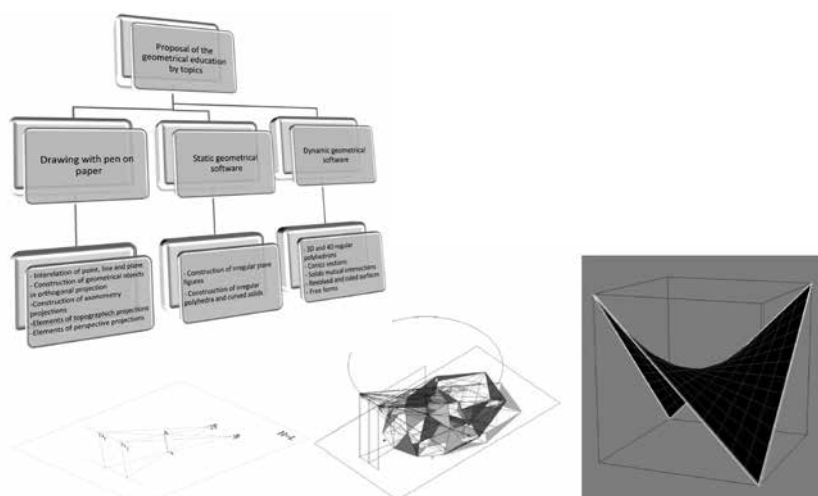 Proposal of the
geometrical education
by topics
Drawing with pen on
paper
Static geometrical
software
Dynamic geometrical
software
- Interelation of point, line and plane
- Construction of geometrical objects
in orthogonal projection
-Construction of axonometry
projections
-Elements of topographich projections
-Elements of perspective projections
- Construction of irregular plane
figures
- Construction of irregular
polyhedra and curved solids
- 3D and 4D regular
polyhedrons
- Conics sections
- Solids mutual intersections
- Revolved and ruled surfaces
- Free forms